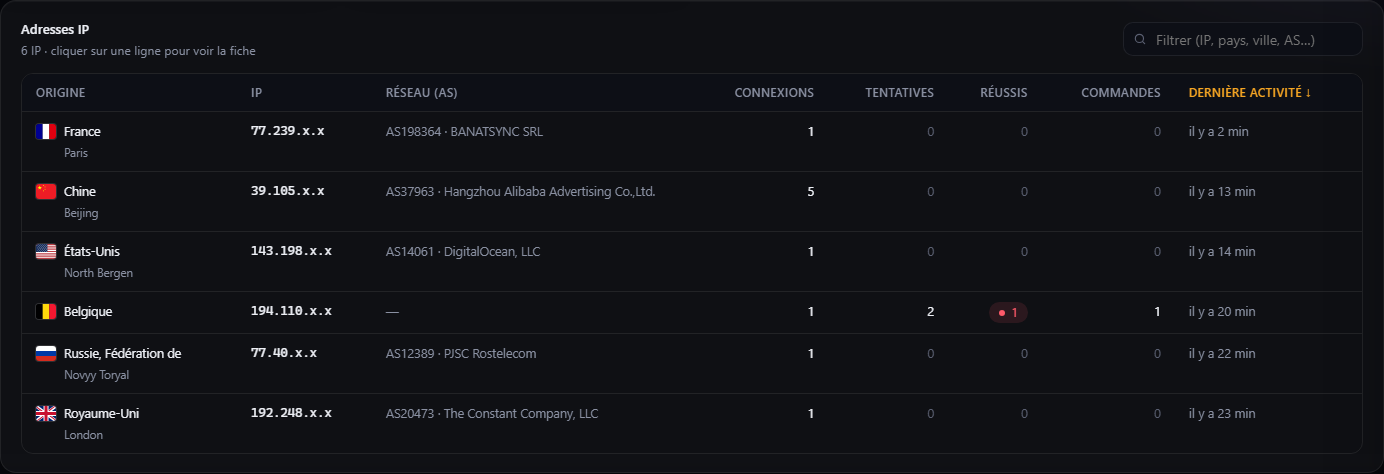 Adresses IP
6 IP · cliquer sur une ligne pour voir la fiche
Filtrer (IP, pays, ville, AS...)
ORIGINE IP RÉSEAU (AS) CONNEXIONS TENTATIVES RÉUSSIS COMMANDES DERNIÈRE ACTIVITÉ ↓
France 77.239.x.x AS198364 · BANATSYNC SRL 1 0 0 0 il y a 2 min
Paris
Chine 39.105.x.x AS37963 · Hangzhou Alibaba Advertising Co.,Ltd. 5 0 0 0 il y a 13 min
Beijing
États-Unis 143.198.x.x AS14061 · DigitalOcean, LLC 1 0 0 0 il y a 14 min
North Bergen
Belgique 194.110.x.x — 1 2 1 1 il y a 20 min
Russie, Fédération de 77.40.x.x AS12389 · PJSC Rostelecom 1 0 0 0 il y a 22 min
Novyy Toryal
Royaume-Uni 192.248.x.x AS20473 · The Constant Company, LLC 1 0 0 0 il y a 23 min
London